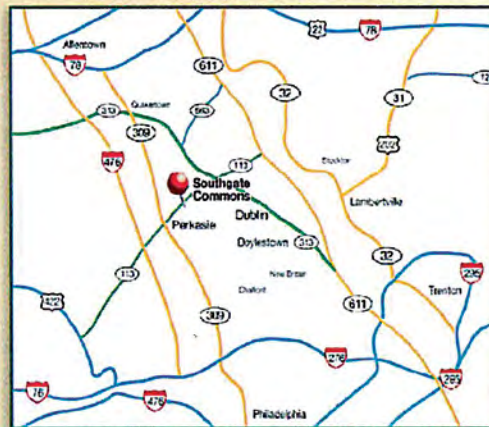 22
78
Allentown
78
611
32
31
202
Quakertown
313
563
309
476
113
Stockton
Southgate
Commons
Lambertville
Dublin
Perkasie
Doylestown
313
New Britain
32
Trenton
295
113
Chalfont
422
309
611
276
76
476
295
Philadelphia